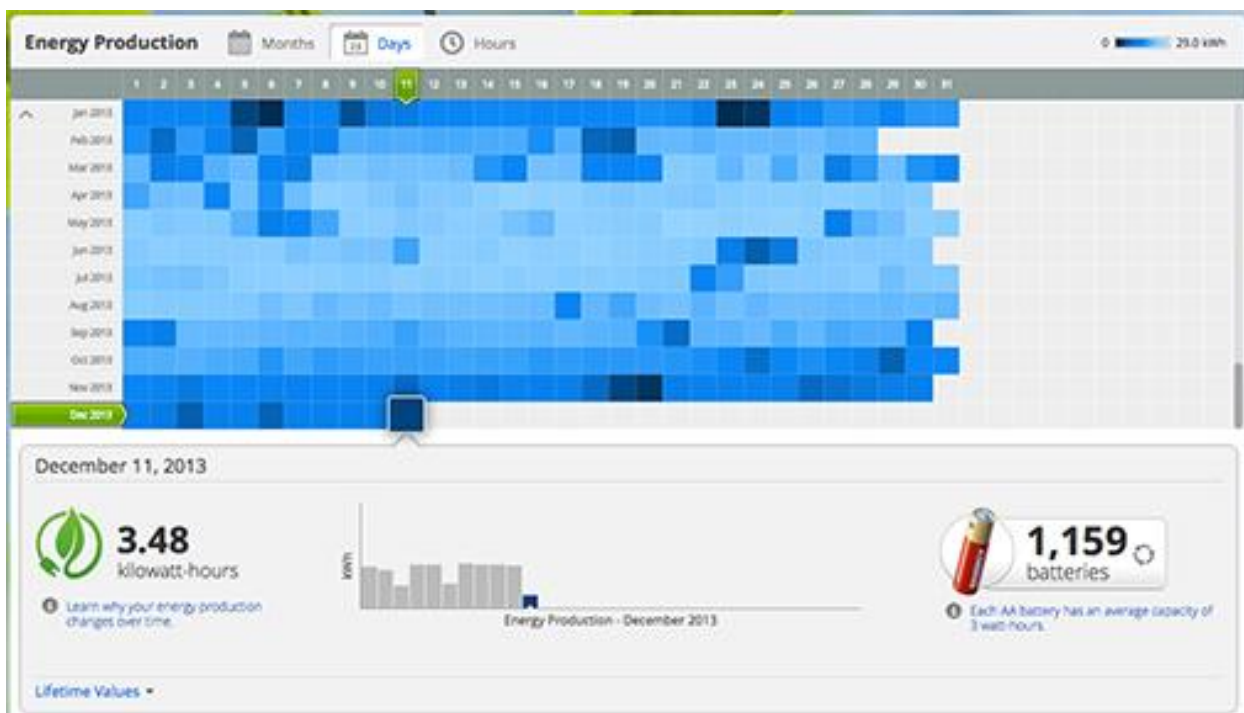 Energy Production Months 23 Days Hours 0 29.0 kWh
1 2 3 4 5 6 7 8 9 10 11 12 13 14 15 16 17 18 19 20 21 22 23 24 25 26 27 28 29 30 31
Jan 2013
Feb 2013
Mar 2013
Apr 2013
May 2013
Jun 2013
Jul 2013
Aug 2013
Sep 2013
Oct 2013
Nov 2013
Dec 2013
December 11, 2013
3.48
kilowatt-hours
Learn why your energy production
changes over time.
kWh
Energy Production - December 2013
1,159
batteries
Each AA battery has an average capacity of
3 watt-hours.
Lifetime Values